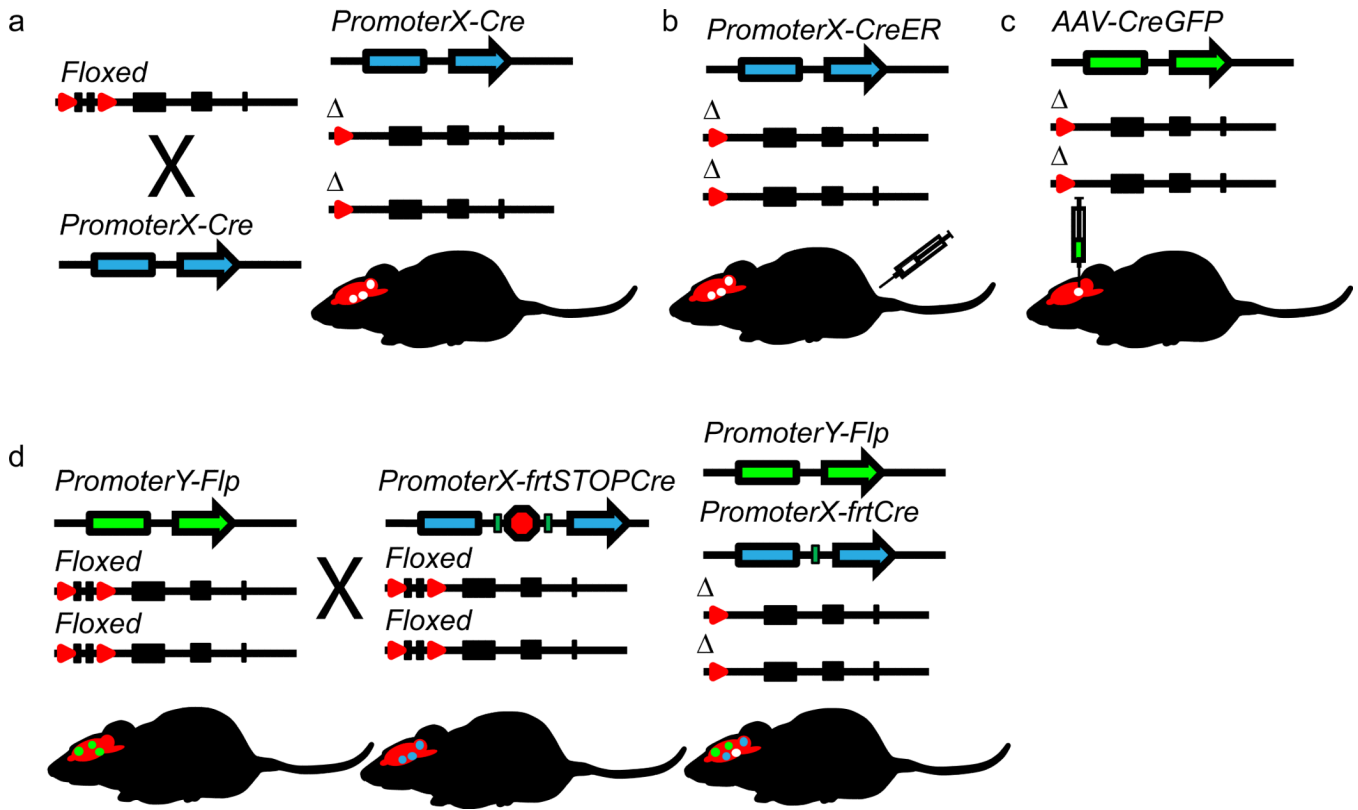 a
Floxed
X
PromoterX-Cre
PromoterX-Cre
Δ
Δ
b
PromoterX-CreER
Δ
Δ
c
AAV-CreGFP
Δ
Δ
d
PromoterY-Flp
Floxed
Floxed
X
PromoterX-frtSTOPCre
Floxed
Floxed
PromoterY-Flp
PromoterX-frtCre
Δ
Δ